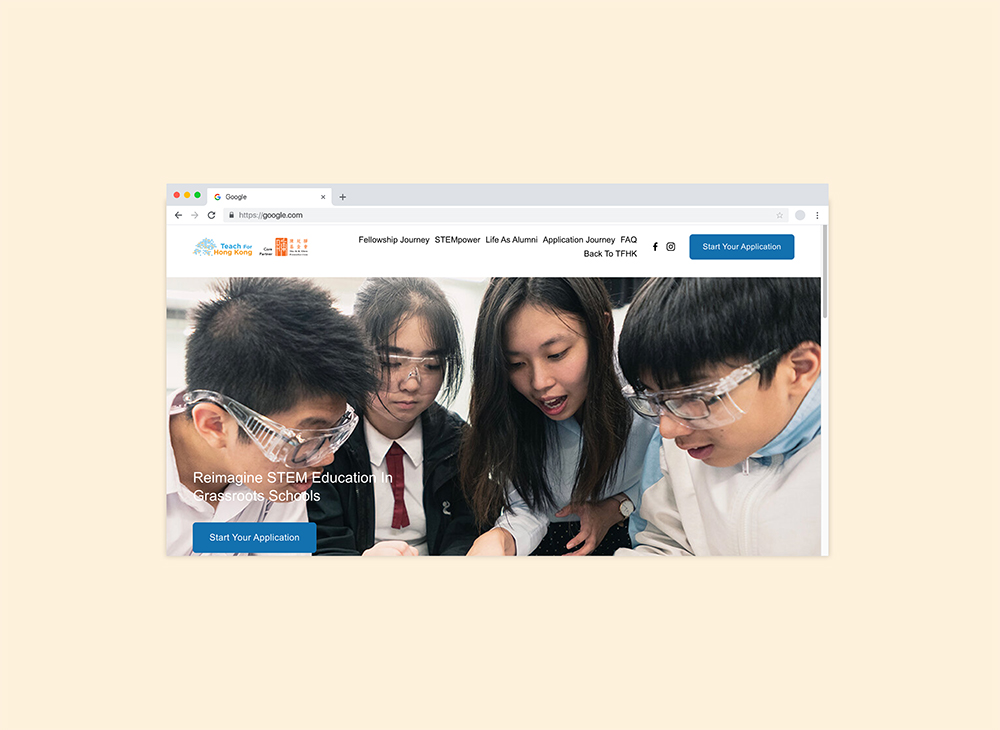 Google
https://google.com
Teach For
Hong Kong
Core
Partner
Fellowship Journey STEMpower Life As Alumni Application Journey FAQ
Back To TFHK
Start Your Application
Reimagine STEM Education In
Grassroots Schools
Start Your Application